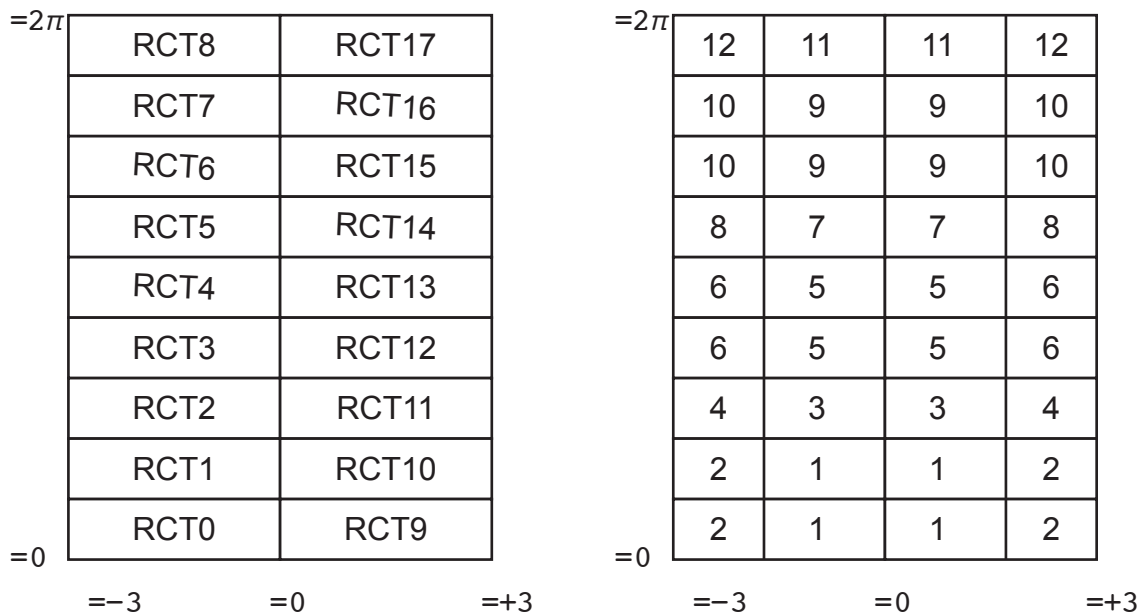 =2π
RCT8 RCT17
RCT7 RCT16
RCT6 RCT15
RCT5 RCT14
RCT4 RCT13
RCT3 RCT12
RCT2 RCT11
RCT1 RCT10
RCT0 RCT9
=0
=−3 =0 =+3
=2π
12 11 11 12
10 9 9 10
10 9 9 10
8 7 7 8
6 5 5 6
6 5 5 6
4 3 3 4
2 1 1 2
2 1 1 2
=0
=−3 =0 =+3